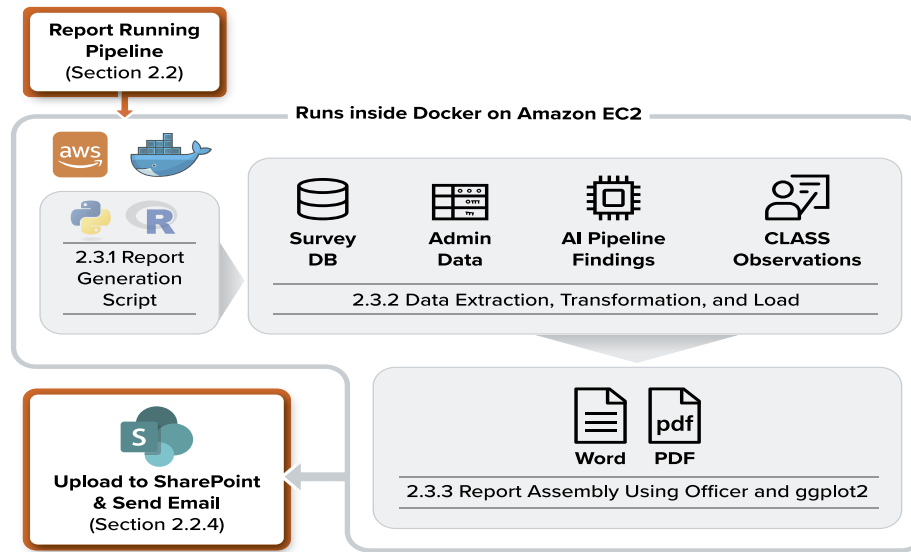 Report Running
Pipeline
(Section 2.2)
Runs inside Docker on Amazon EC2
aws
R
2.3.1 Report
Generation
Script
Survey
DB
Admin
Data
AI Pipeline
Findings
CLASS
Observations
2.3.2 Data Extraction, Transformation, and Load
S
Upload to SharePoint
& Send Email
(Section 2.2.4)
pdf
Word
PDF
2.3.3 Report Assembly Using Officer and ggplot2